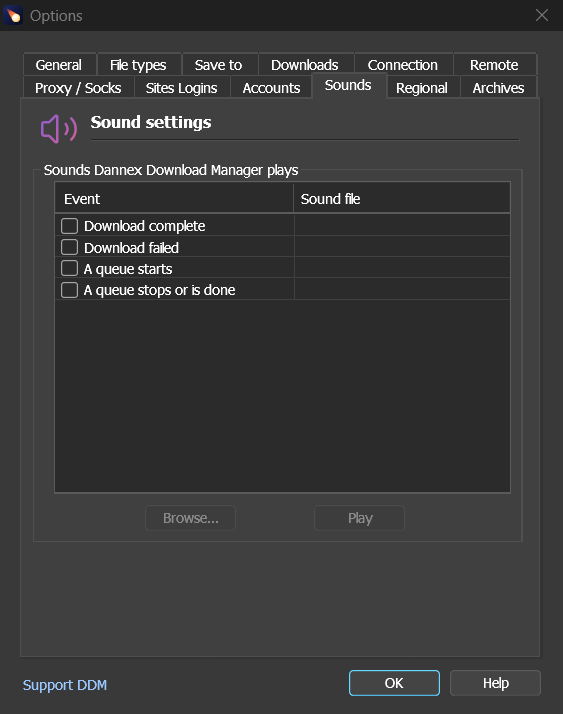 Options
General File types Save to Downloads Connection Remote
Proxy / Socks Sites Logins Accounts Sounds Regional Archives
Sound settings
Sounds Dannex Download Manager plays
Event Sound file
Download complete
Download failed
A queue starts
A queue stops or is done
Browse... Play
Support DDM OK Help